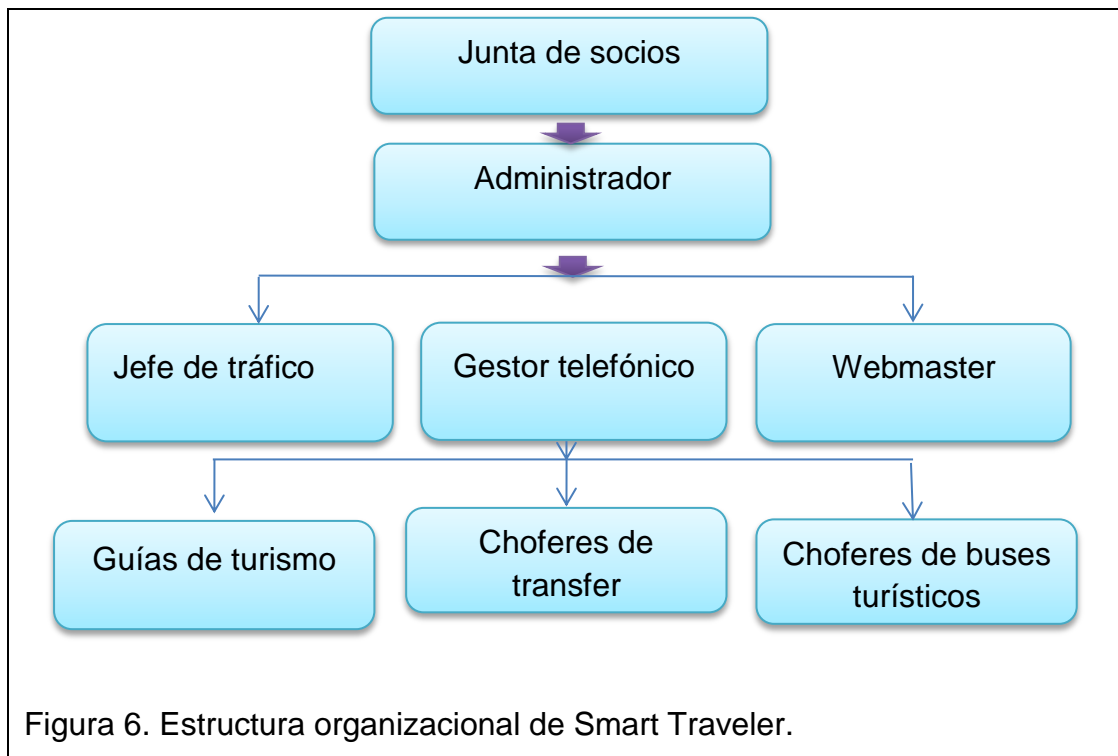 Junta de socios
Administrador
Jefe de tráfico
Gestor telefónico
Webmaster
Guías de turismo
Choferes de
transfer
Choferes de buses
turísticos
Figura 6. Estructura organizacional de Smart Traveler.